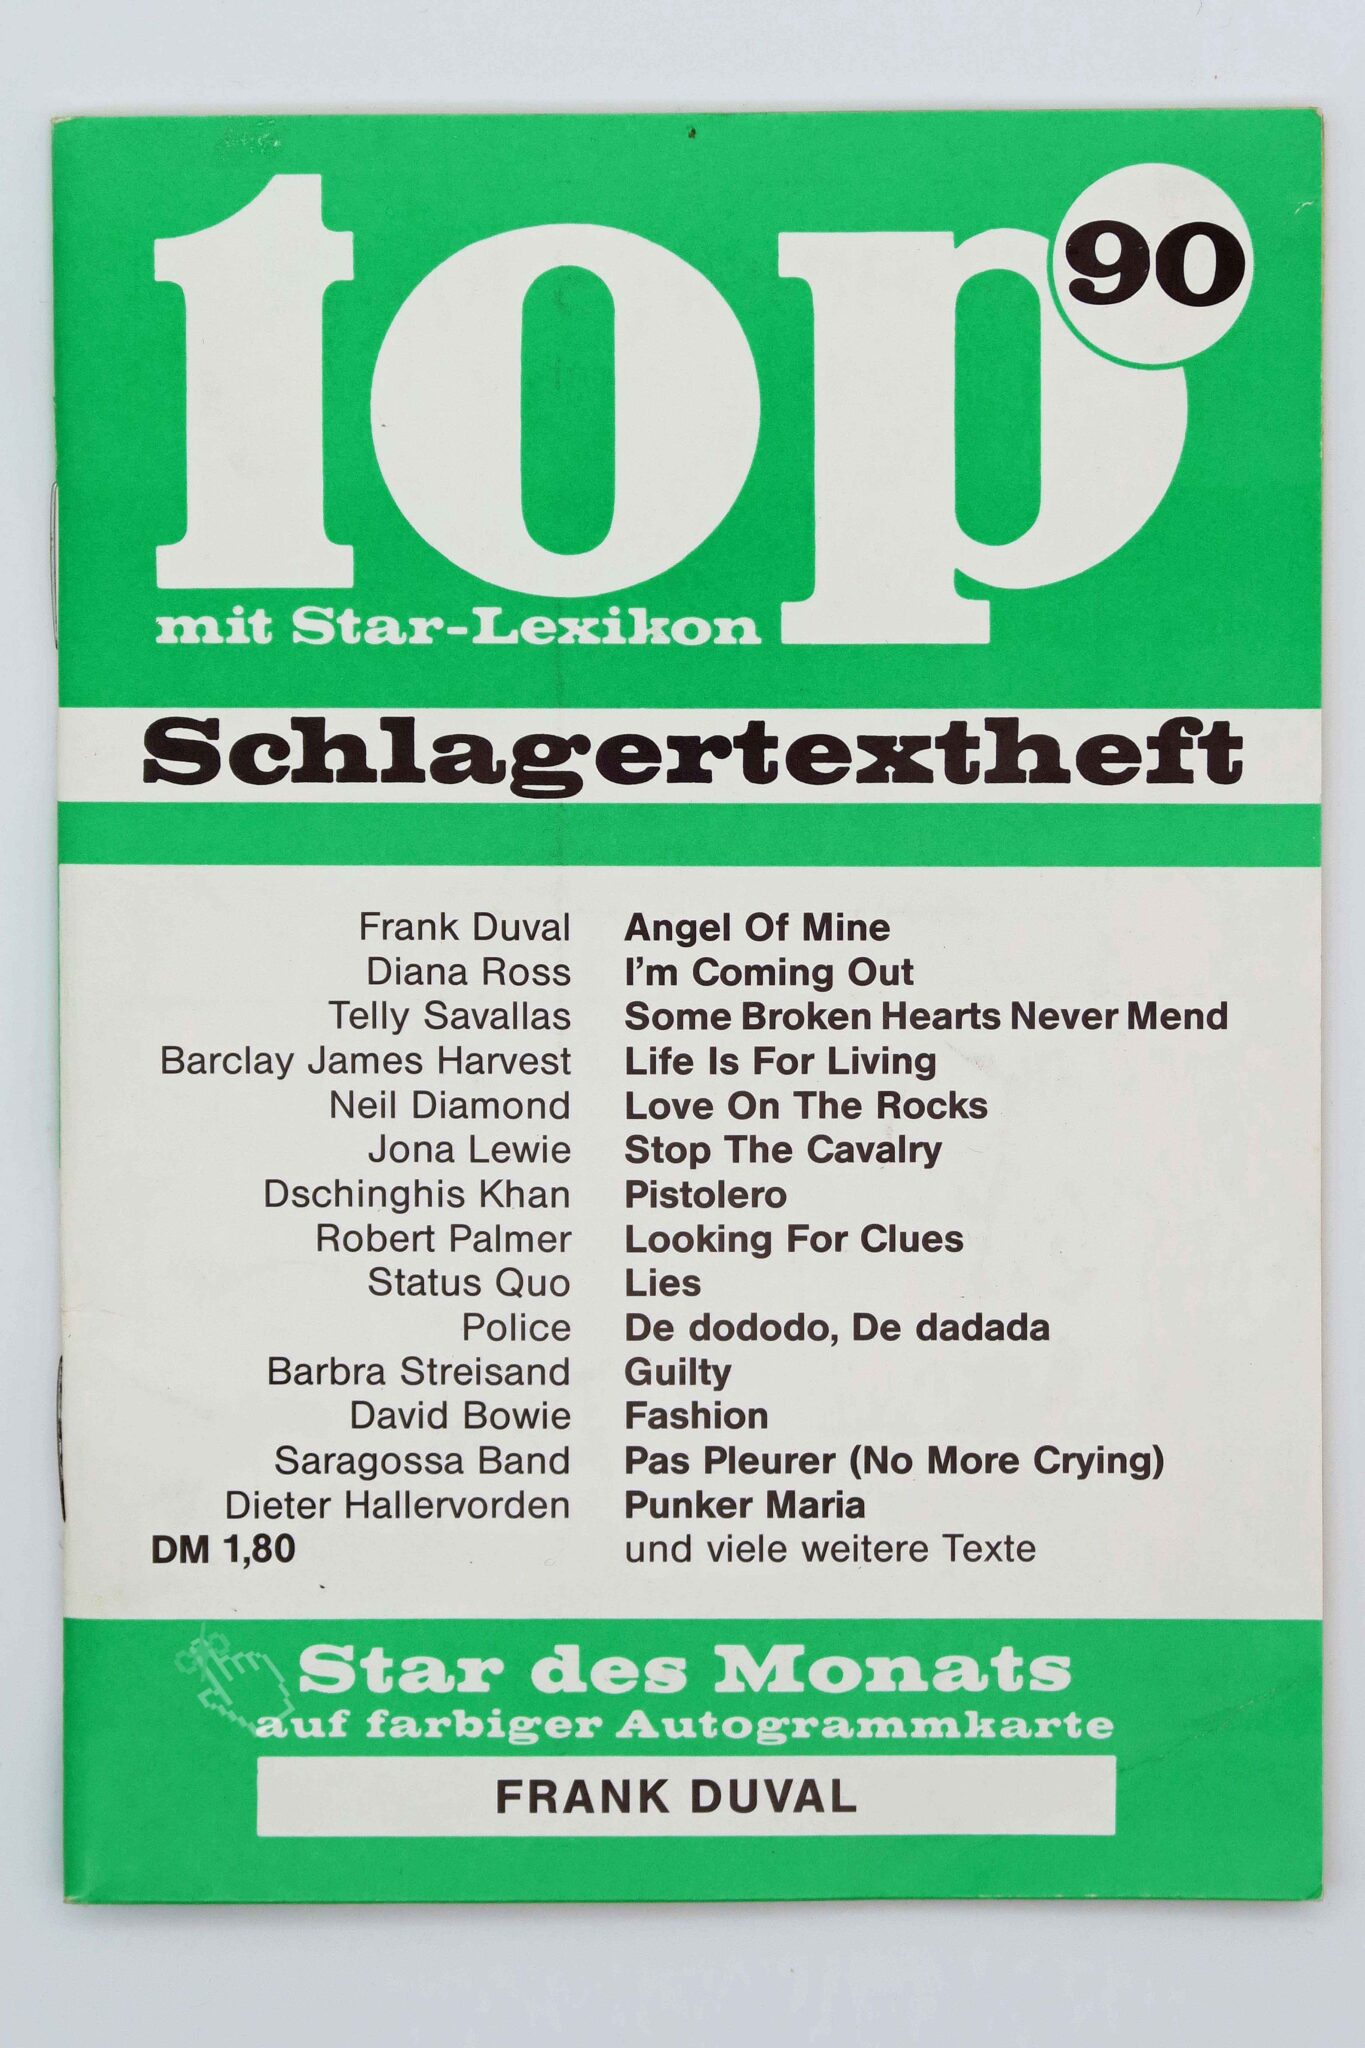 top 90
mit Star-Lexikon
Schlagertextheft
Frank Duval Angel Of Mine
Diana Ross I'm Coming Out
Telly Savallas Some Broken Hearts Never Mend
Barclay James Harvest Life Is For Living
Neil Diamond Love On The Rocks
Jona Lewie Stop The Cavalry
Dschinghis Khan Pistolero
Robert Palmer Looking For Clues
Status Quo Lies
Police De dododo, De dadada
Barbra Streisand Guilty
David Bowie Fashion
Saragossa Band Pas Pleurer (No More Crying)
Dieter Hallervorden Punker Maria
DM 1,80 und viele weitere Texte
Star des Monats
auf farbiger Autogrammkarte
FRANK DUVAL